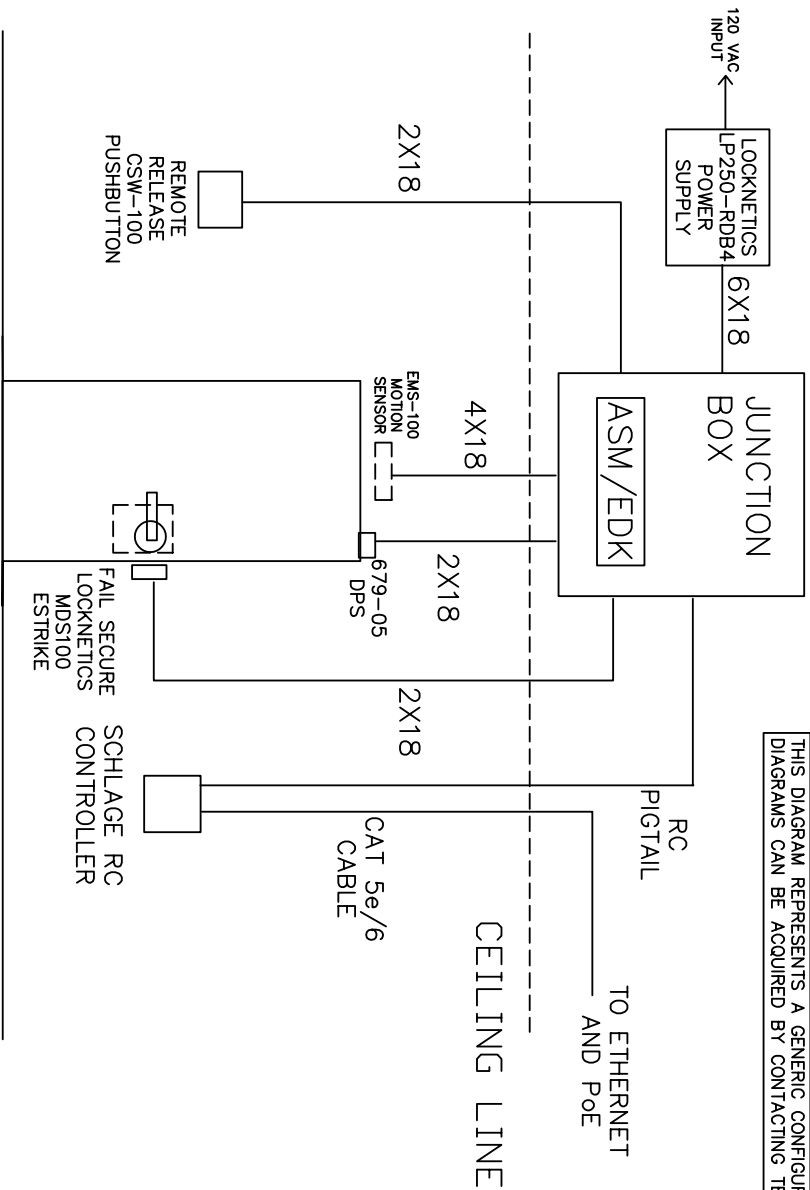 THIS DIAGRAM REPRESENTS A GENERIC CONFIGUR
DIAGRAMS CAN BE ACQUIRED BY CONTACTING TE
120 VAC
INPUT
LOCKNETICS
LP250-RDB4
POWER
SUPPLY
6X18
JUNCTION
BOX
ASM/EDK
RC
PIGTAIL
TO ETHERNET
AND PoE
CEILING LINE
2X18
4X18
2X18
2X18
CAT 5e/6
CABLE
REMOTE
RELEASE
CSW-100
PUSHBUTTON
EMS-100
MOTION
SENSOR
679-05
DPS
FAIL SECURE
LOCKNETICS
MDS100
ESTRIKE
SCHLAGE RC
CONTROLLER